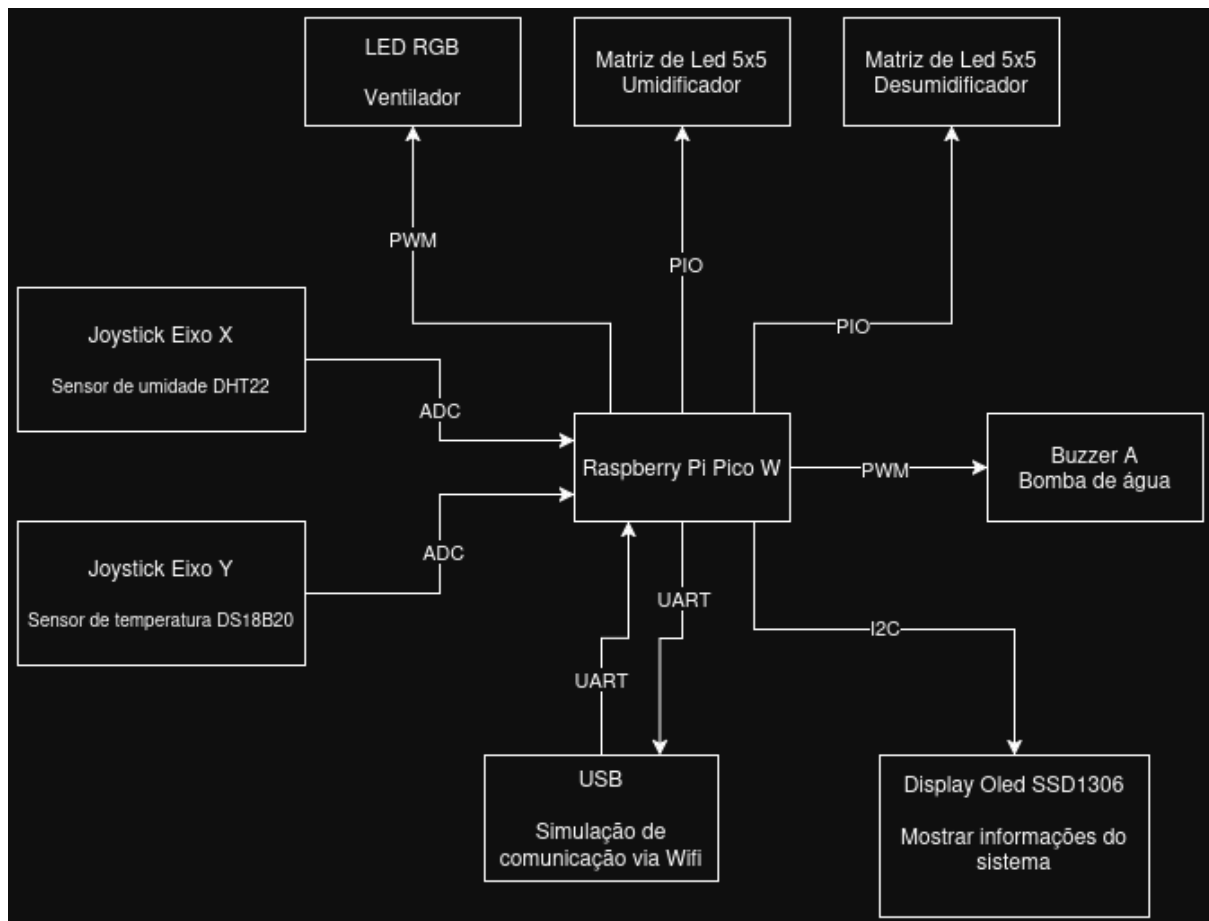 LED RGB
Ventilador
Matriz de Led 5x5
Umidificador
Matriz de Led 5x5
Desumidificador
PWM
PIO
PIO
Joystick Eixo X
Sensor de umidade DHT22
ADC
Raspberry Pi Pico W
PWM
Buzzer A
Bomba de água
Joystick Eixo Y
Sensor de temperatura DS18B20
ADC
UART
UART
I2C
USB
Simulação de
comunicação via Wifi
Display Oled SSD1306
Mostrar informações do
sistema